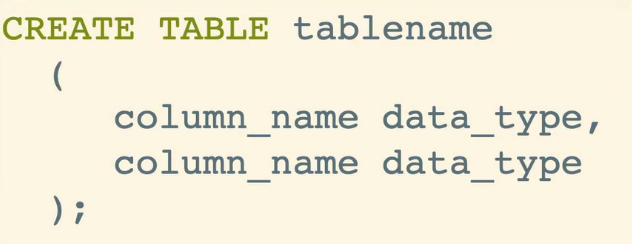 CREATE TABLE tablename
(
column_name data_type,
column_name data_type
);